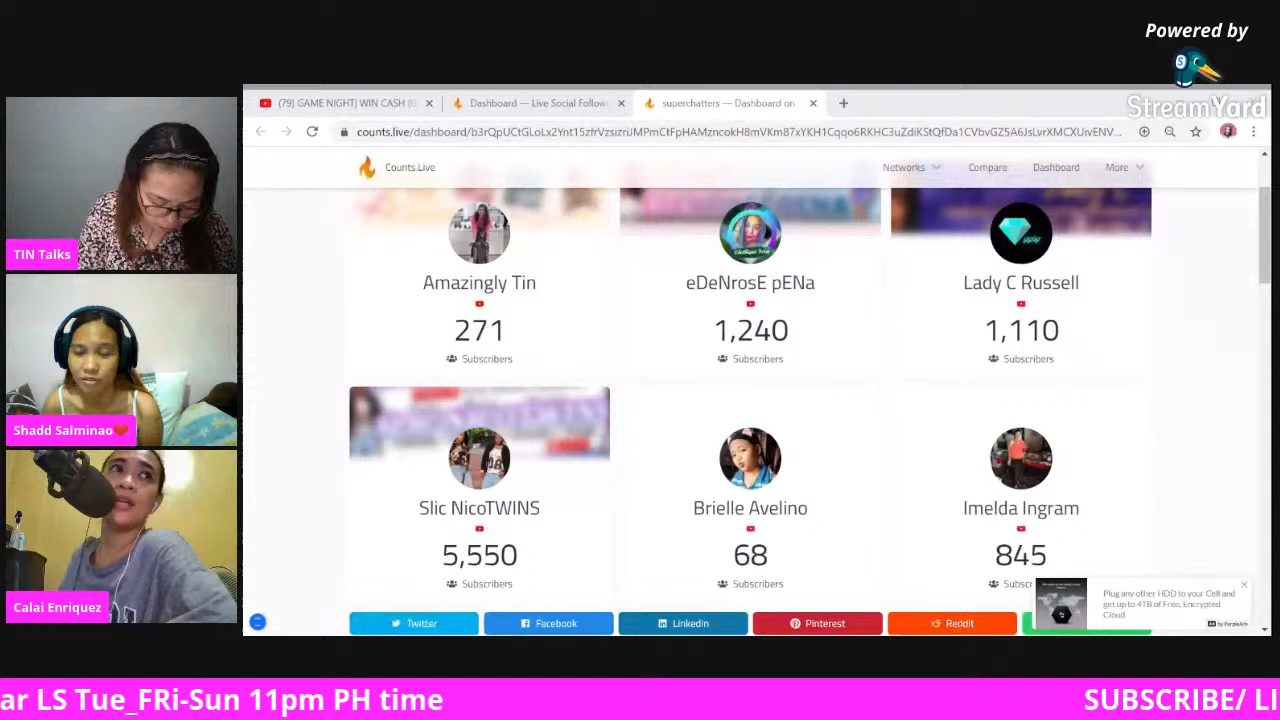 Powered by
StreamYard
TIN Talks
Shadd Salminao
Calai Enriquez
(79) GAME NIGHT| WIN CASH
Dashboard — Live Social Follow
superchatters — Dashboard on
Counts.Live
Networks
Compare
Dashboard
More
Amazingly Tin
271
Subscribers
eDeNrosE pENa
1,240
Subscribers
Lady C Russell
1,110
Subscribers
Slic NicoTWINS
5,550
Subscribers
Brielle Avelino
68
Subscribers
Imelda Ingram
845
Subsc
Plug any other HDD to your Cell and
get up to 4TB of Free, Encrypted
Cloud
Twitter
Facebook
LinkedIn
Pinterest
Reddit
ar LS Tue_FRi-Sun 11pm PH time
SUBSCRIBE/ LI